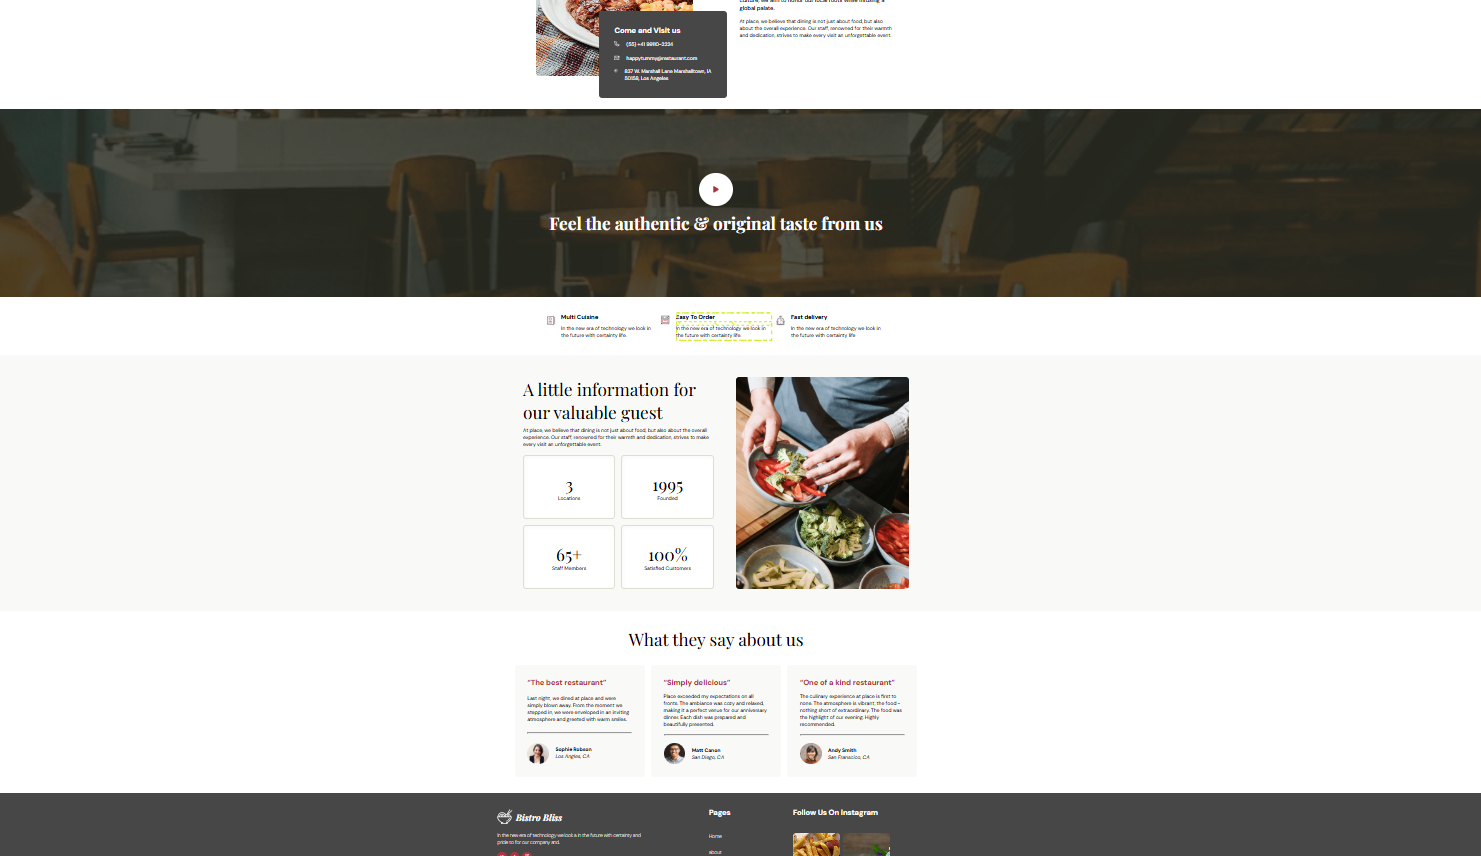 culture, we aim to honor our local roots while infusing a
global palate.
Come and Visit us
(55) +41 99110-2224
happytummy@restaurant.com
837 W. Marshall Lane Marshalltown, IA
50158, Los Angeles
At place, we believe that dining is not just about food, but also
about the overall experience. Our staff, renowned for their warmth
and dedication, strives to make every visit an unforgettable event.
Feel the authentic & original taste from us
Multi Cuisine
In the new era of technology we look in
the future with certainty life.
Easy To Order
In the new era of technology we look in
the future with certainty life.
Fast delivery
In the new era of technology we look in
the future with certainty life
A little information for
our valuable guest
At place, we believe that dining is not just about food, but also about the overall
experience. Our staff, renowned for their warmth and dedication, strives to make
every visit an unforgettable event.
3
Locations
1995
Founded
65+
Staff Members
100%
Satisfied Customers
What they say about us
“The best restaurant”
Last night, we dined at place and were
simply blown away. From the moment we
stepped in, we were enveloped in an inviting
atmosphere and greeted with warm smiles.
Sophie Robson
Los Angles, CA
“Simply delicious”
Place exceeded my expectations on all
fronts. The ambiance was cozy and relaxed,
making it a perfect venue for our anniversary
dinner. Each dish was prepared and
beautifully presented.
Matt Canon
San Diego, CA
“One of a kind restaurant”
The culinary experience at place is first to
none. The atmosphere is vibrant, the food -
nothing short of extraordinary. The food was
the highlight of our evening. Highly
recommended.
Andy Smith
San Francico, CA
Bistro Bliss
In the new era of technology we look a in the future with certainty and
pride to for our company and.
Pages
Home
About
Follow Us On Instagram